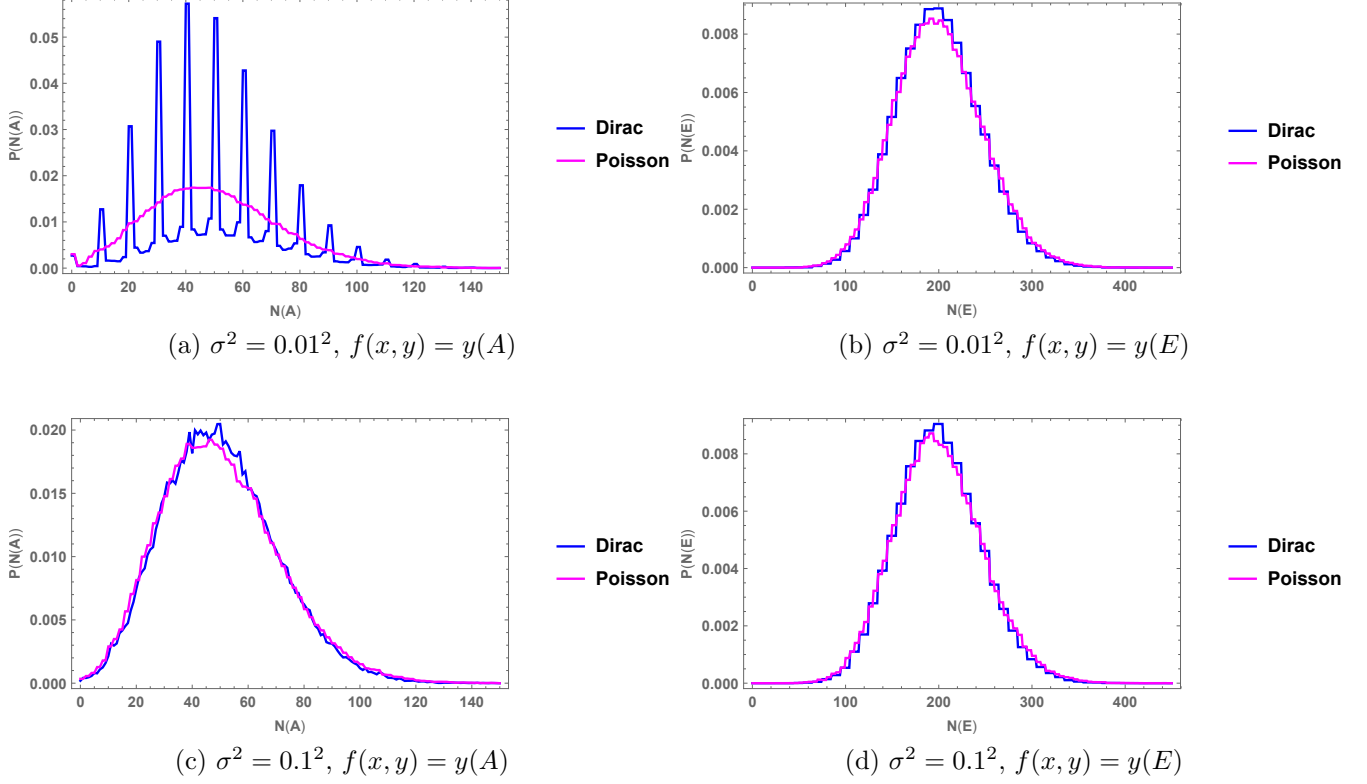 P(N(A))
0.05
0.04
0.03
0.02
0.01
0.00
0 20 40 60 80 100 120 140
N(A)
Dirac
Poisson
(a) σ² = 0.01², f(x, y) = y(A)
P(N(E))
0.008
0.006
0.004
0.002
0.000
0 100 200 300 400
N(E)
Dirac
Poisson
(b) σ² = 0.01², f(x, y) = y(E)
P(N(A))
0.020
0.015
0.010
0.005
0.000
0 20 40 60 80 100 120 140
N(A)
Dirac
Poisson
(c) σ² = 0.1², f(x, y) = y(A)
P(N(E))
0.008
0.006
0.004
0.002
0.000
0 100 200 300 400
N(E)
Dirac
Poisson
(d) σ² = 0.1², f(x, y) = y(E)